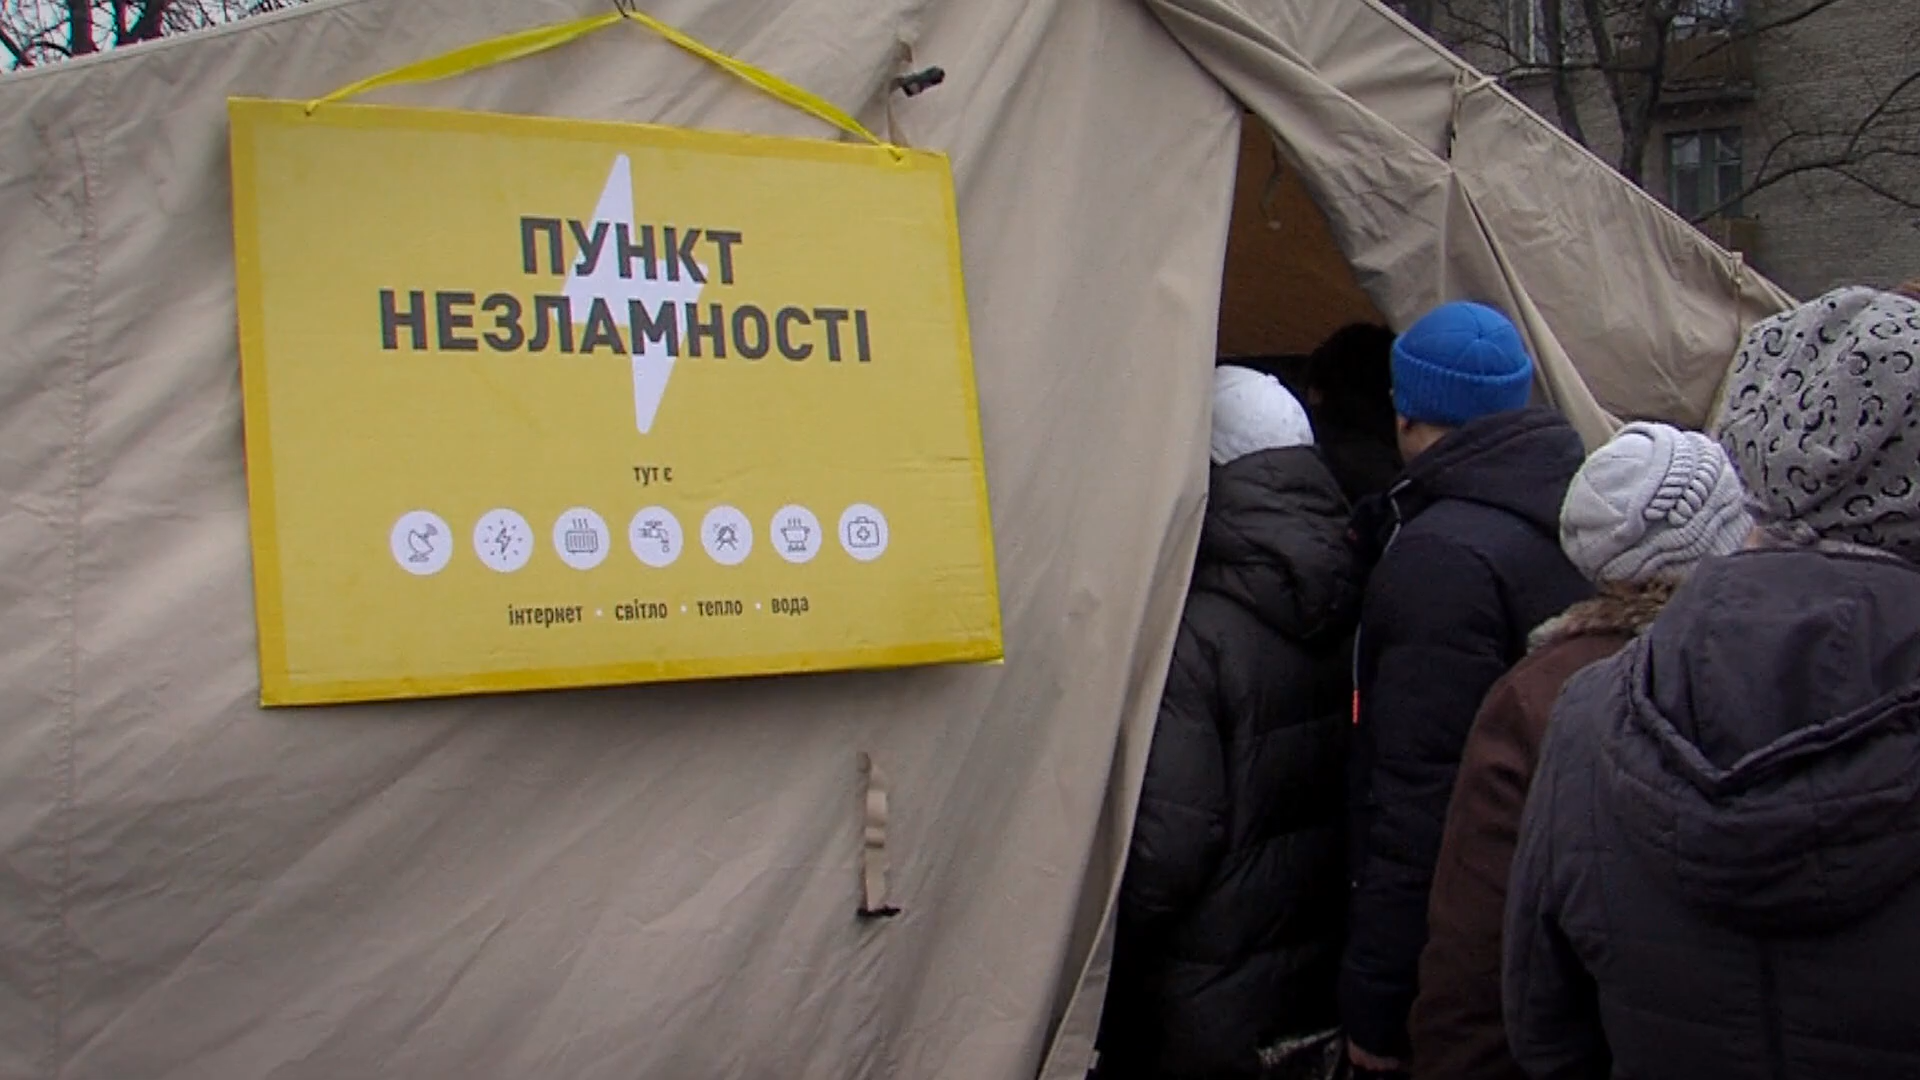 ПУНКТ
НЕЗЛАМНОСТІ
тут є
інтернет • світло • тепло • вода